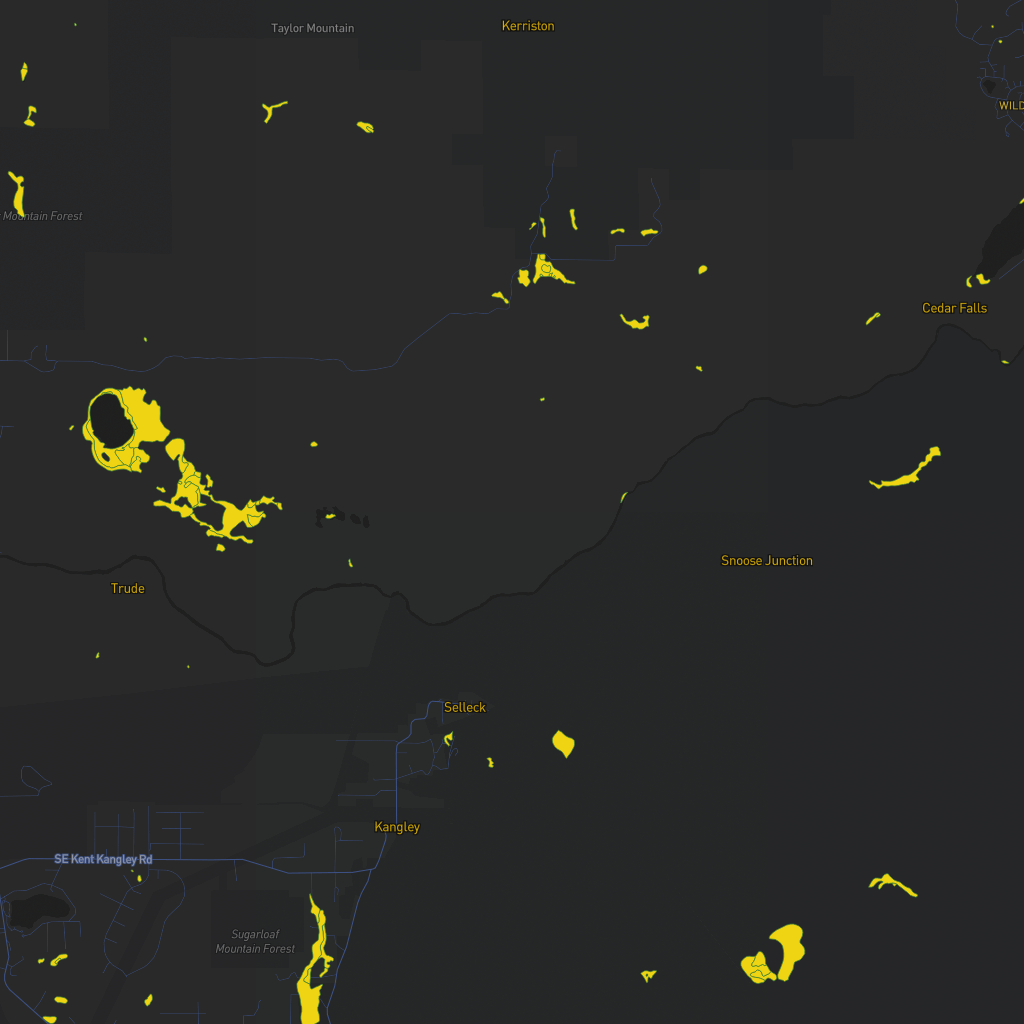 Kerriston
Taylor Mountain
WILD
Mountain Forest
Cedar Falls
Snoose Junction
Trude
Selleck
Kangley
SE Kent Kangley Rd
Sugarloaf
Mountain Forest